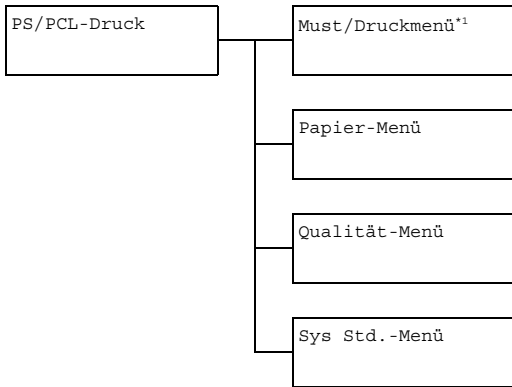 PS/PCL-Druck
Must/Druckmenü*1
Papier-Menü
Qualität-Menü
Sys Std.-Menü